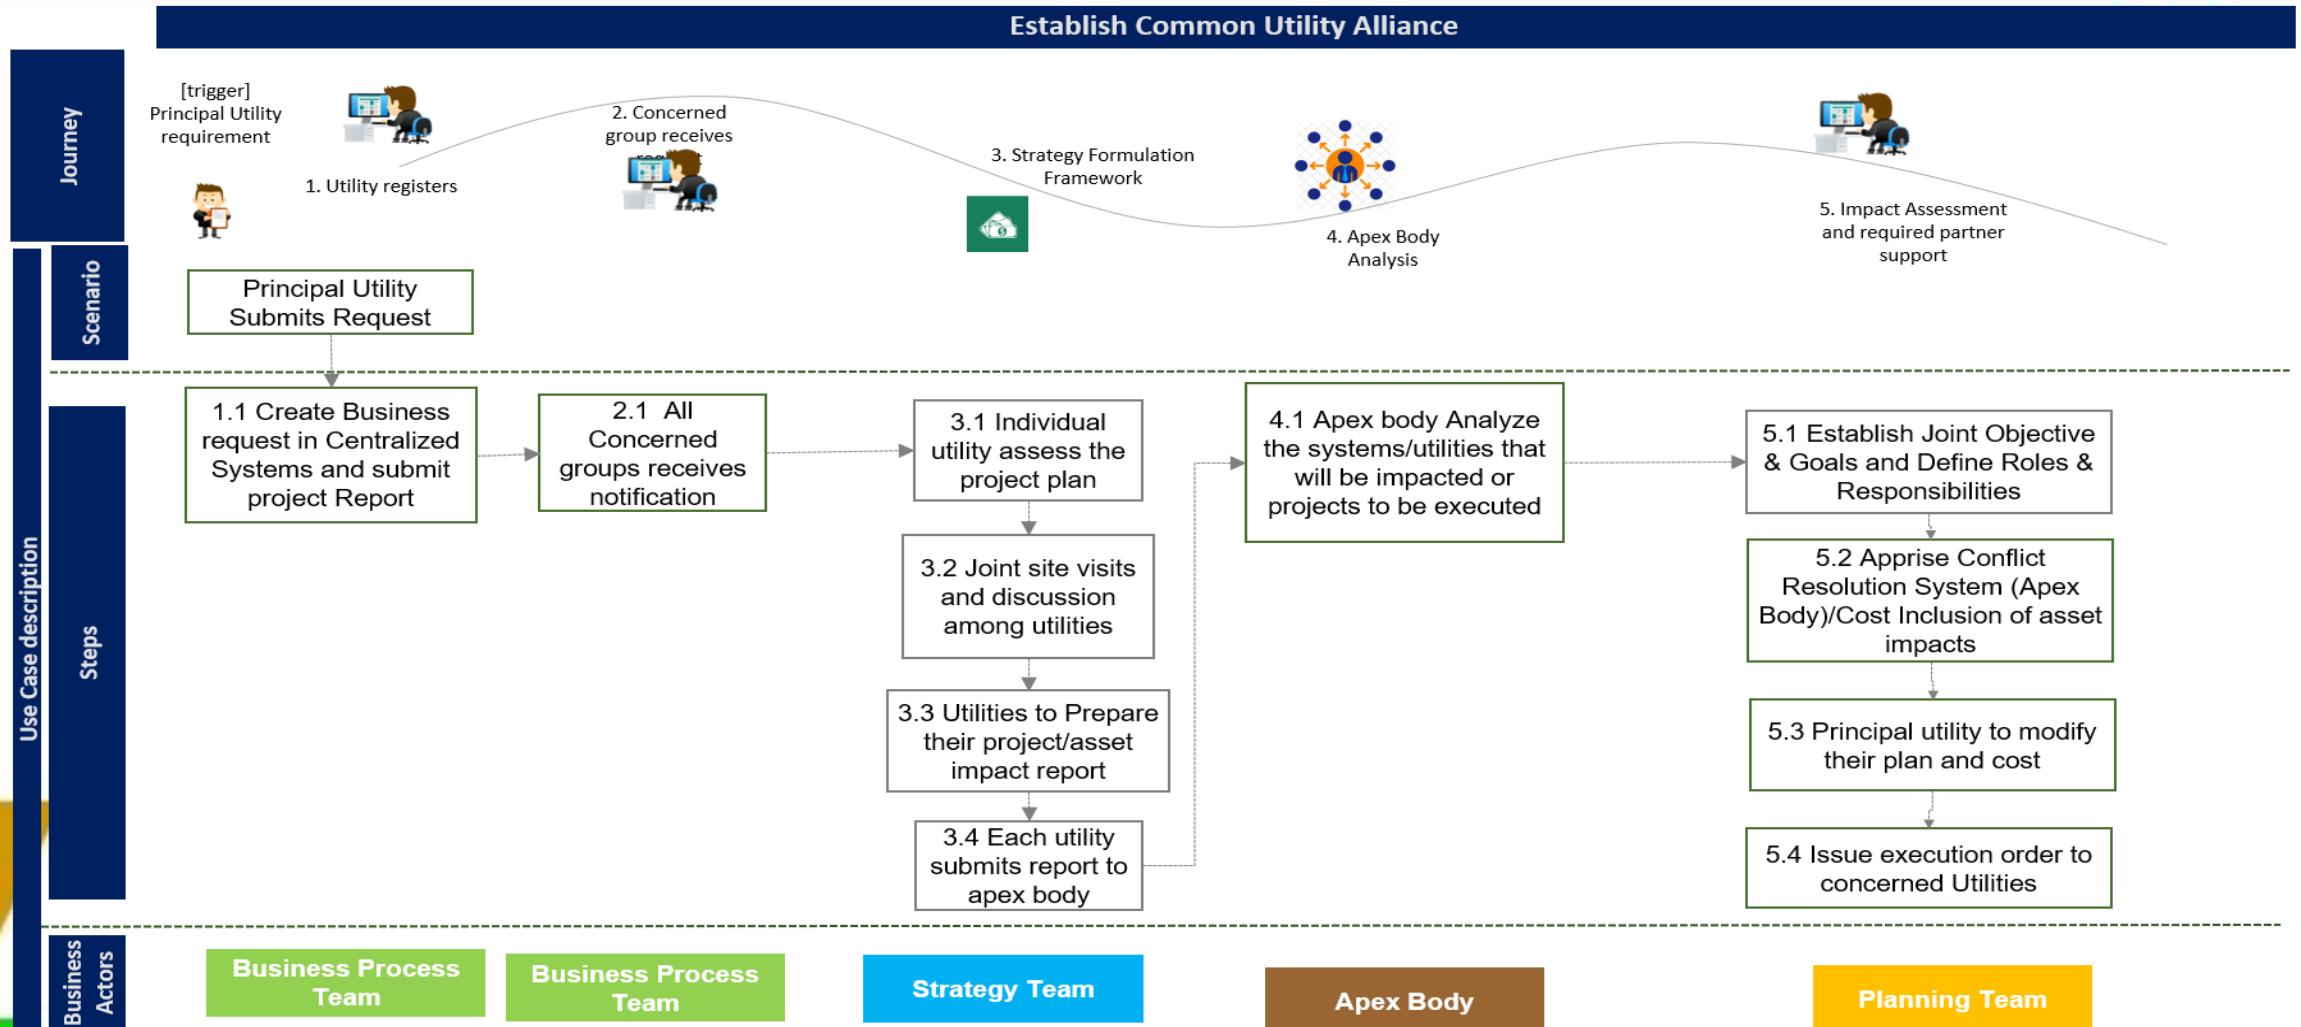 Establish Common Utility Alliance
Journey
[trigger]
Principal Utility
requirement
1. Utility registers
2. Concerned
group receives
3. Strategy Formulation
Framework
4. Apex Body
Analysis
5. Impact Assessment
and required partner
support
Use Case description
Scenario
Principal Utility
Submits Request
Steps
1.1 Create Business
request in Centralized
Systems and submit
project Report
2.1 All
Concerned
groups receives
notification
3.1 Individual
utility assess the
project plan
3.2 Joint site visits
and discussion
among utilities
3.3 Utilities to Prepare
their project/asset
impact report
3.4 Each utility
submits report to
apex body
4.1 Apex body Analyze
the systems/utilities that
will be impacted or
projects to be executed
5.1 Establish Joint Objective
& Goals and Define Roles &
Responsibilities
5.2 Apprise Conflict
Resolution System (Apex
Body)/Cost Inclusion of asset
impacts
5.3 Principal utility to modify
their plan and cost
5.4 Issue execution order to
concerned Utilities
Business
Actors
Business Process
Team
Business Process
Team
Strategy Team
Apex Body
Planning Team